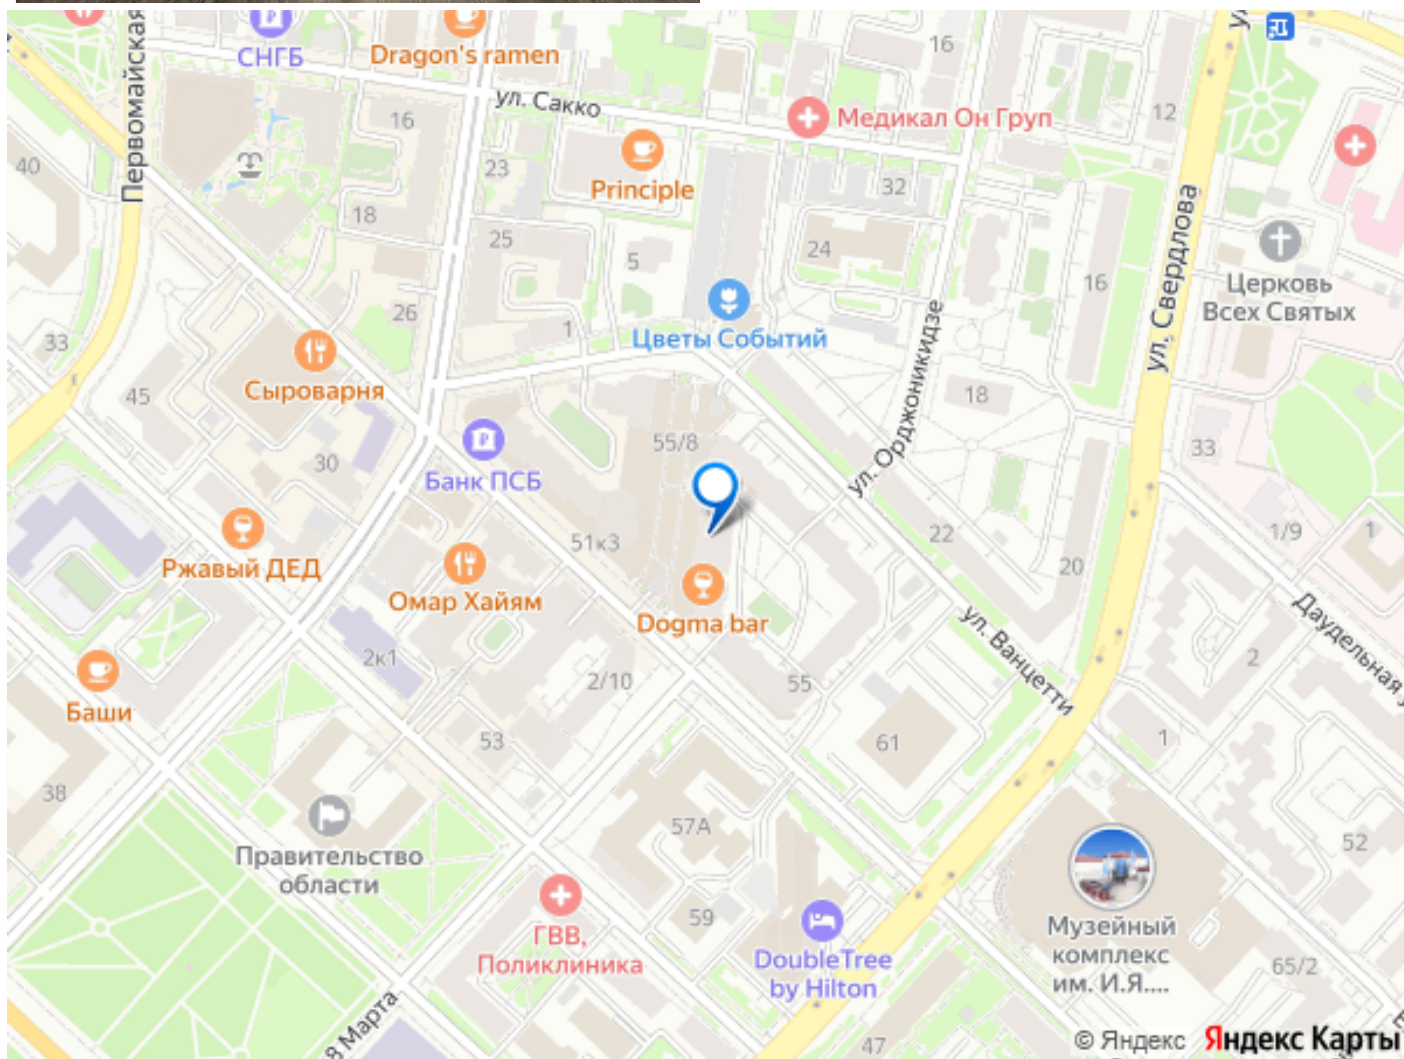 СНГБ
Dragon's ramen
16
ул. Сакко
Медикал Он Груп
12
16
40
Первомайская
23
Principle
32
18
25
5
24
ул. Свердлова
Церковь
Всех Святых
16
26
1
Цветы Событий
33
Сыроварня
45
18
ул. Орджоникидзе
55/8
30
Банк ПСБ
33
22
1/9
1
51к3
Ржавый ДЕД
Омар Хайям
20
Dogma bar
ул. Ванцетти
Даудельная
2к1
2/10
55
2
Баши
53
61
1
38
57А
52
Правительство
области
59
ГВВ,
Поликлиника
DoubleTree
by Hilton
Музейный
комплекс
им. И.Я....
65/2
8 Марта
47
© Яндекс Яндекс Карты